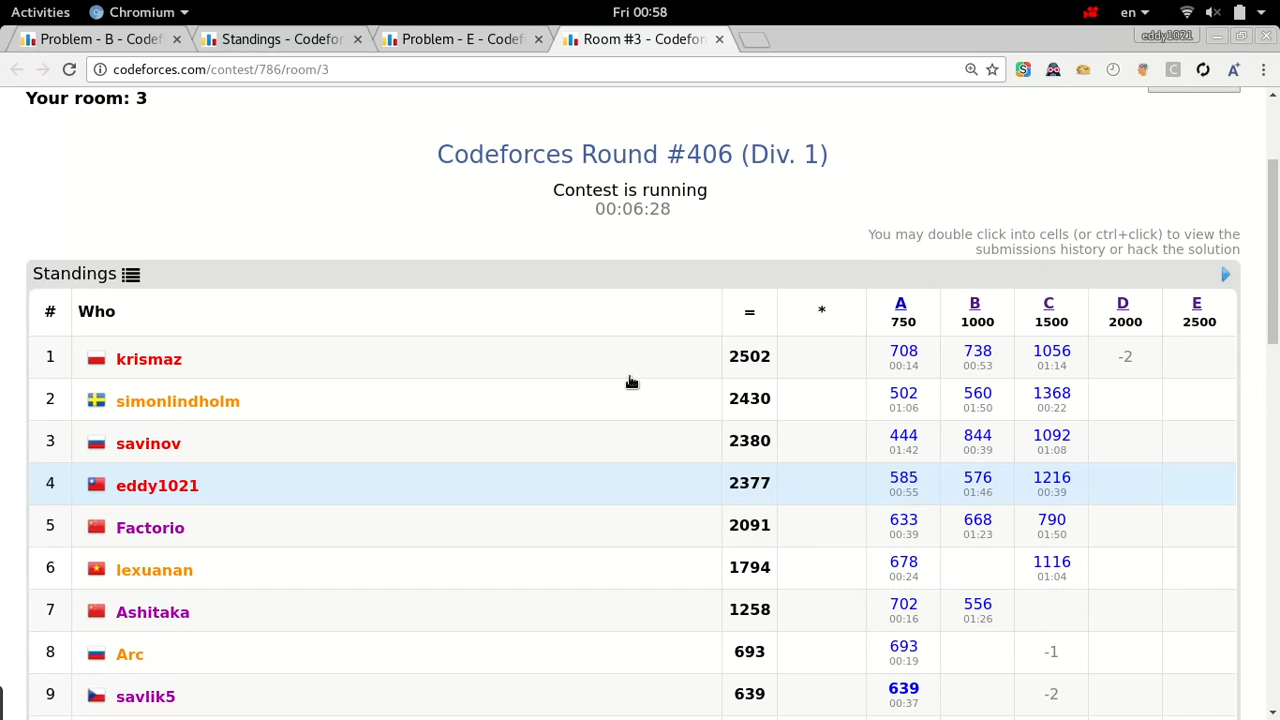 Activities Chromium Fri 00:58 en
Problem - B - Codef Standings - Codefor Problem - E - Codef Room #3 - Codefor eddy1021
codeforces.com/contest/786/room/3
Your room: 3
Codeforces Round #406 (Div. 1)
Contest is running
00:06:28
You may double click into cells (or ctrl+click) to view the
submissions history or hack the solution
Standings
# Who = * A B C D E
750 1000 1500 2000 2500
1 krismaz 2502 708 738 1056 -2
00:14 00:53 01:14
2 simonlindholm 2430 502 560 1368
01:06 01:50 00:22
3 savinov 2380 444 844 1092
01:42 00:39 01:08
4 eddy1021 2377 585 576 1216
00:55 01:46 00:39
5 Factorio 2091 633 668 790
00:39 01:23 01:50
6 lexuanan 1794 678 1116
00:24 01:04
7 Ashitaka 1258 702 556
00:16 01:26
8 Arc 693 693 -1
00:19
9 savlik5 639 639 -2
00:37